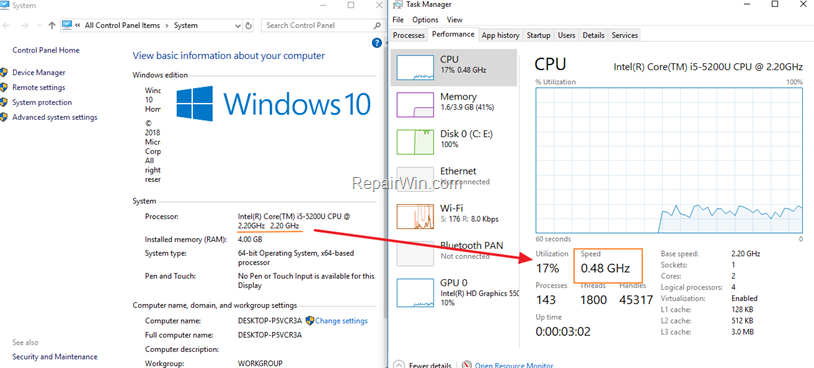 System
All Control Panel Items > System
Search Control Panel
Control Panel Home
Device Manager
Remote settings
System protection
Advanced system settings
See also
Security and Maintenance
View basic information about your computer
Windows edition
Wind
10
Hom
©
2018
Micr
Corp
All
right
reser
Windows 10
System
Processor:
Intel(R) Core(TM) i5-5200U CPU @
2.20GHz 2.20 GHz
Installed memory (RAM):
4.00 GB
System type:
64-bit Operating System, x64-based
processor
Pen and Touch:
No Pen or Touch Input is available for this
Display
Computer name, domain, and workgroup settings
Computer name:
DESKTOP-P5VCR3A
Change settings
Full computer name:
DESKTOP-P5VCR3A
Computer description:
Workgroup:
WORKGROUP
RepairWin.com
Task Manager
File Options View
Processes Performance App history Startup Users Details Services
CPU
17% 0.48 GHz
Memory
1.6/3.9 GB (41%)
Disk 0 (C: E:)
100%
Ethernet
Not connected
Wi-Fi
S: 176 R: 8.0 Kbps
Bluetooth PAN
Not connected
GPU 0
Intel(R) HD Graphics 550
10%
CPU
Intel(R) Core(TM) i5-5200U CPU @ 2.20GHz
% Utilization
100%
60 seconds
0
Utilization
17%
Speed
0.48 GHz
Processes
143
Threads
1800
Handles
45317
Up time
0:00:03:02
Base speed: 2.20 GHz
Sockets: 1
Cores: 2
Logical processors: 4
Virtualization: Enabled
L1 cache: 128 KB
L2 cache: 512 KB
L3 cache: 3.0 MB
Fewer details
Open Resource Monitor